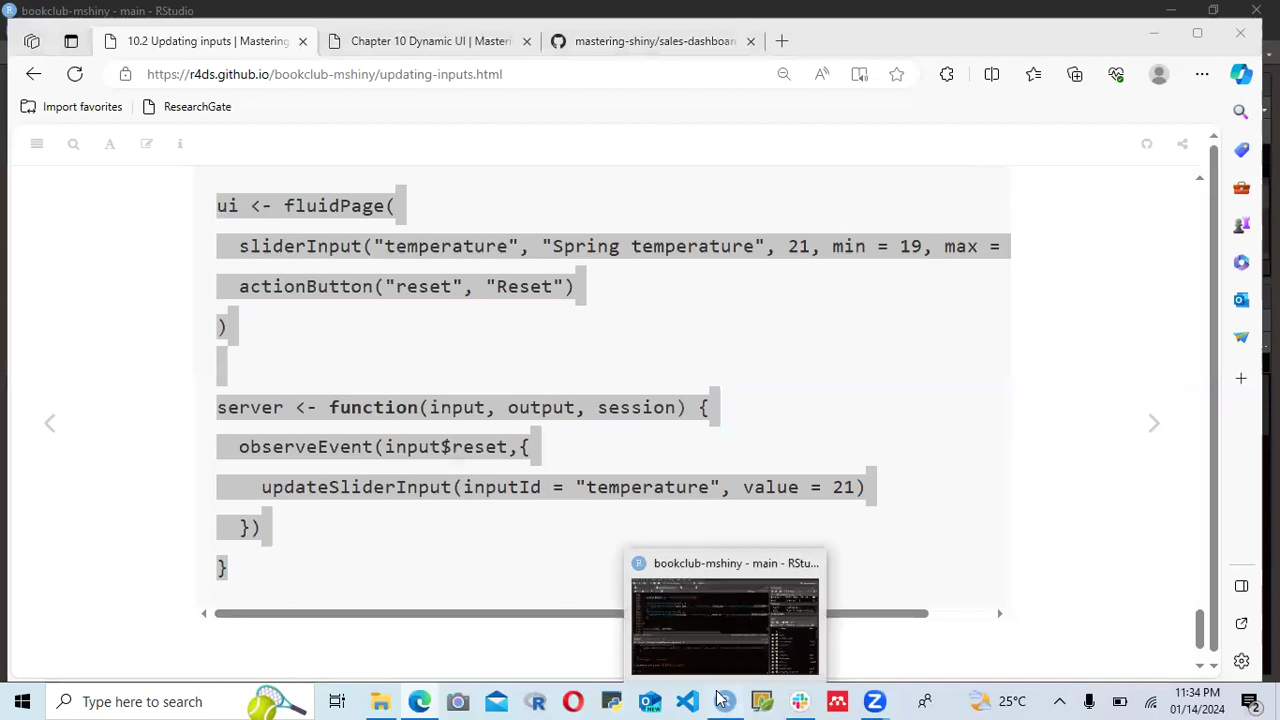 bookclub-mshiny - main - RStudio
10.2 Updating inputs | Mastering
Chapter 10 Dynamic UI | Masteri
mastering-shiny/sales-dashboar
https://r4ds.github.io/bookclub-mshiny/updating-inputs.html
Import favorites
ResearchGate
ui <- fluidPage(
sliderInput("temperature", "Spring temperature", 21, min = 19, max =
actionButton("reset", "Reset")
)
server <- function(input, output, session) {
observeEvent(input$reset,{
updateSliderInput(inputId = "temperature", value = 21)
})
}
bookclub-mshiny - main - RStu...
Type here to search
25°C
11:34 PM
01/14/2024
2